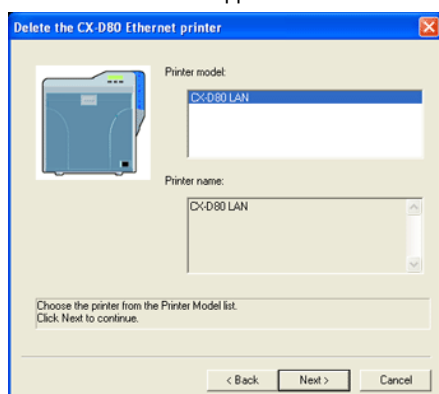 Delete the CX-D80 Ethernet printer
Printer model:
CX-D80 LAN
Printer name:
CX-D80 LAN
Choose the printer from the Printer Model list.
Click Next to continue.
< Back Next > Cancel